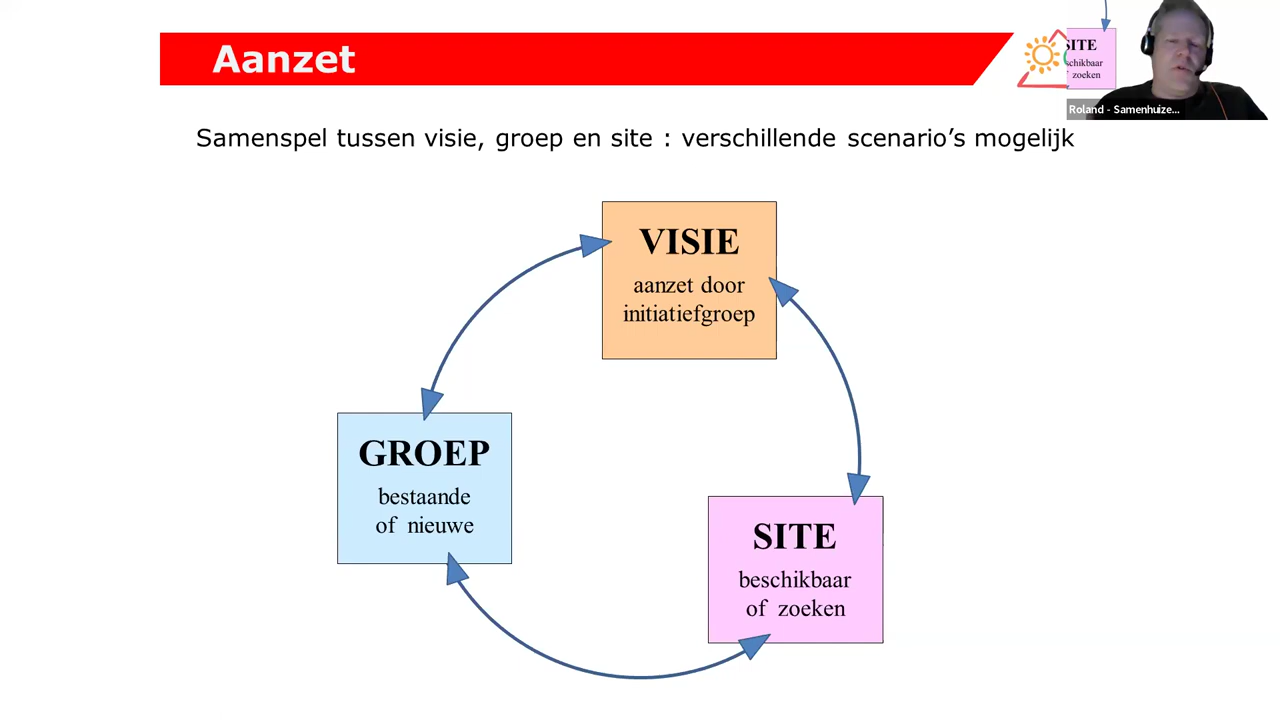 Aanzet
SITE
schikbaar
zoeken
Roland - Samenhuize...
Samenspel tussen visie, groep en site : verschillende scenario's mogelijk
VISIE
aanzet door
initiatiefgroep
GROEP
bestaande
of nieuwe
SITE
beschikbaar
of zoeken